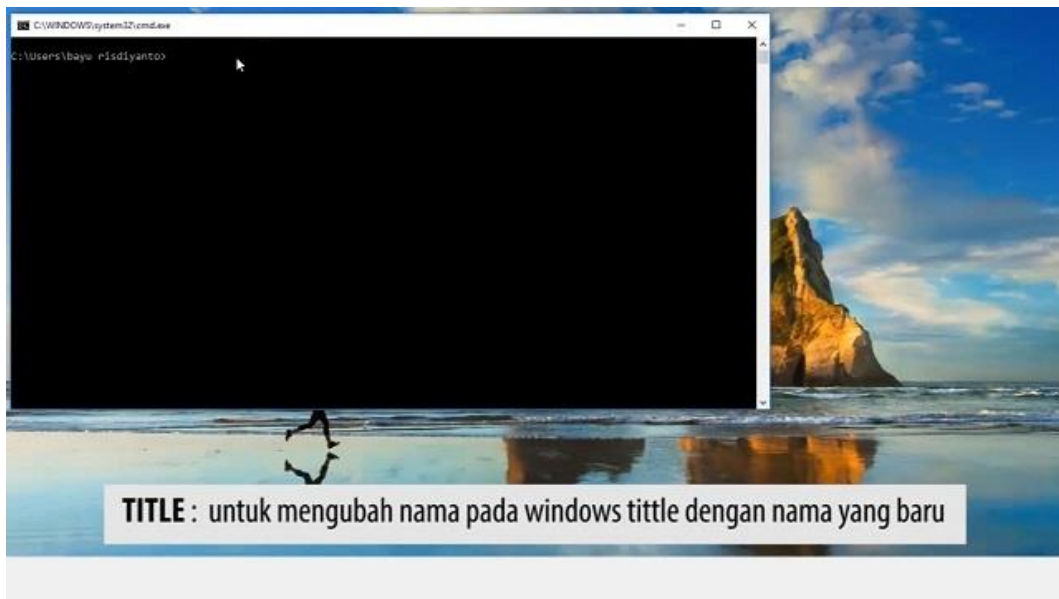 C:\WINDOWS\system32\cmd.exe
C:\Users\bayu risdiyanto>
TITLE : untuk mengubah nama pada windows tittle dengan nama yang baru